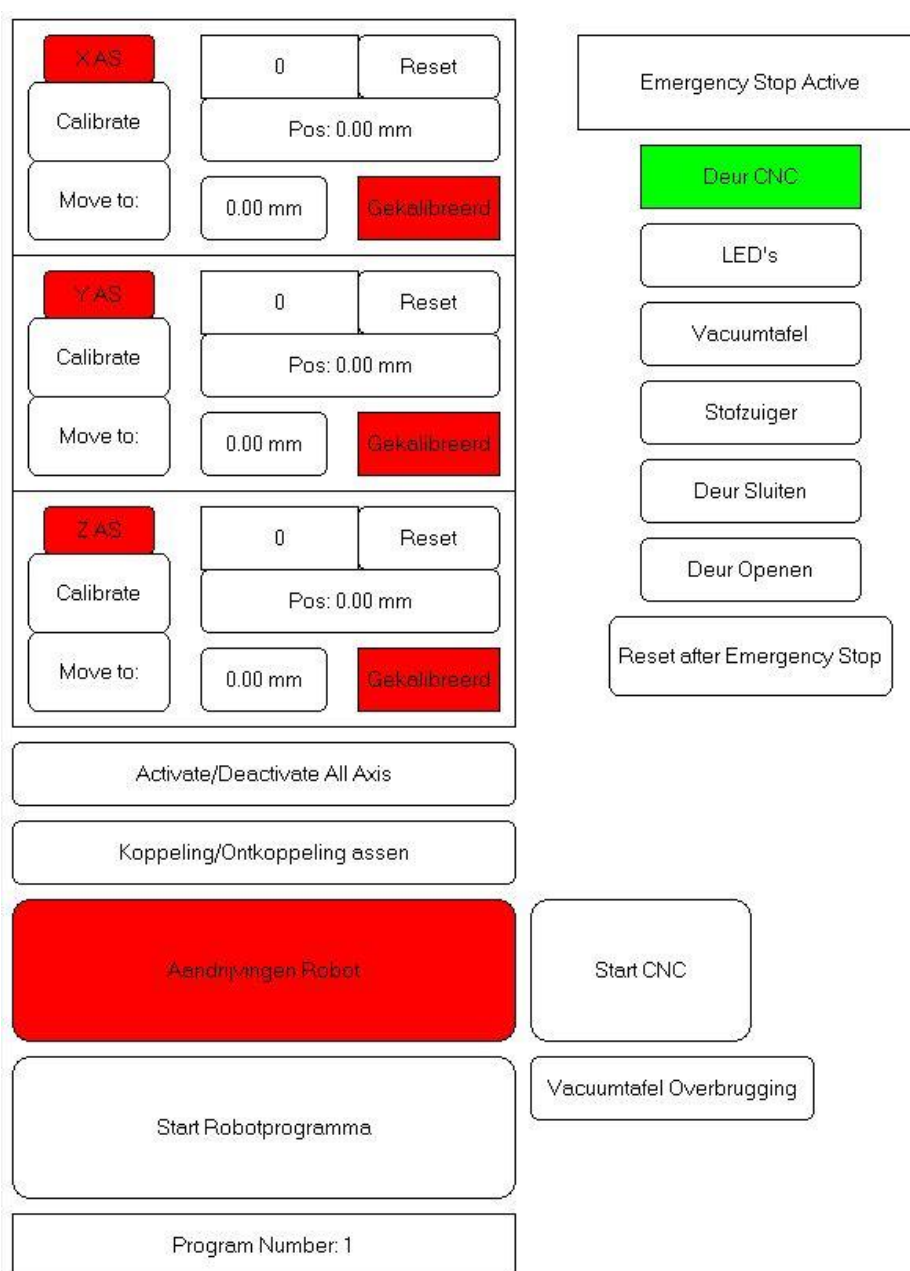 X AS
0
Reset
Calibrate
Pos: 0.00 mm
Move to:
0.00 mm
Gekalibreerd
Y AS
0
Reset
Calibrate
Pos: 0.00 mm
Move to:
0.00 mm
Gekalibreerd
Z AS
0
Reset
Calibrate
Pos: 0.00 mm
Move to:
0.00 mm
Gekalibreerd
Activate/Deactivate All Axis
Koppeling/Ontkoppeling assen
Aandrijvingen Robot
Start Robotprogramma
Program Number: 1
Emergency Stop Active
Deur CNC
LED's
Vacuumtafel
Stofzuiger
Deur Sluiten
Deur Openen
Reset after Emergency Stop
Start CNC
Vacuumtafel Overbrugging